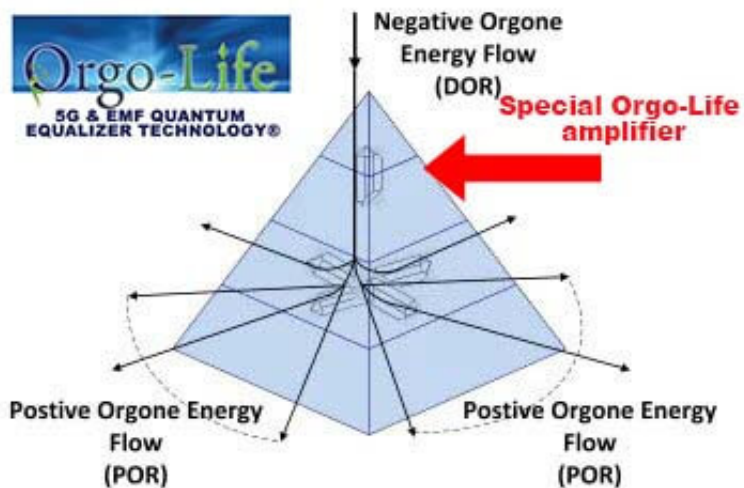 Orgo-Life
5G & EMF QUANTUM
EQUALIZER TECHNOLOGY®
Negative Orgone
Energy Flow
(DOR)
Special Orgo-Life
amplifier
Postive Orgone Energy
Flow
(POR)
Postive Orgone Energy
Flow
(POR)